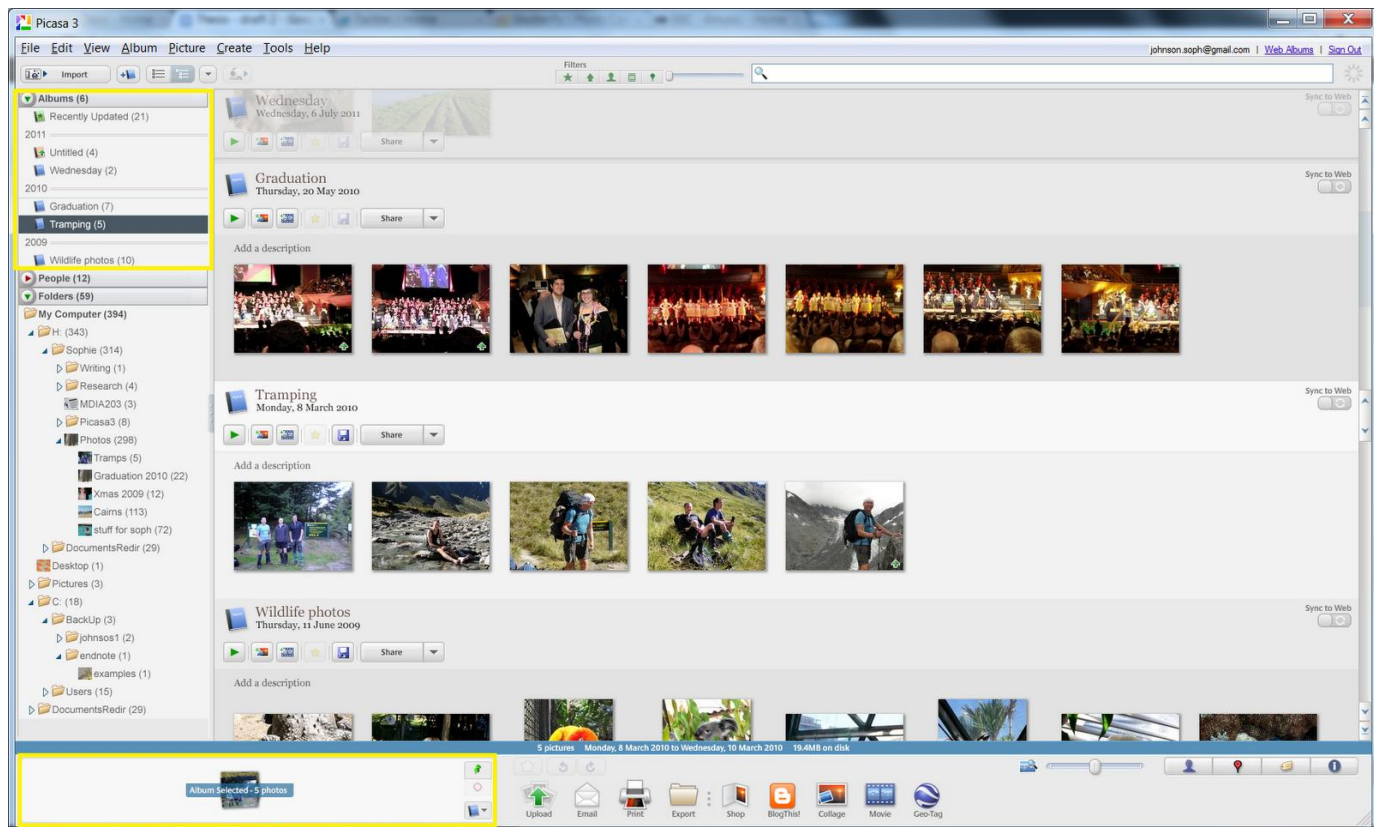 Picasa 3
File Edit View Album Picture Create Tools Help
johnson.soph@gmail.com | Web Albums | Sign Out
Import
Filters
Albums (6)
Recently Updated (21)
2011
Untitled (4)
Wednesday (2)
2010
Graduation (7)
Tramping (5)
2009
Wildlife photos (10)
People (12)
Folders (59)
My Computer (394)
H: (343)
Sophie (314)
Writing (1)
Research (4)
MDIA203 (3)
Picasa3 (8)
Photos (298)
Tramps (5)
Graduation 2010 (22)
Xmas 2009 (12)
Cairns (113)
stuff for soph (72)
DocumentsRedir (29)
Desktop (1)
Pictures (3)
C: (18)
BackUp (3)
johnsos1 (2)
endnote (1)
examples (1)
Users (15)
DocumentsRedir (29)
Wednesday
Wednesday, 6 July 2011
Sync to Web
Share
Graduation
Thursday, 20 May 2010
Sync to Web
Share
Add a description
Tramping
Monday, 8 March 2010
Sync to Web
Share
Add a description
Wildlife photos
Thursday, 11 June 2009
Sync to Web
Share
Add a description
5 pictures Monday, 8 March 2010 to Wednesday, 10 March 2010 19.4MB on disk
Album Selected - 5 photos
Upload Email Print Export Shop BlogThis! Collage Movie Geo-Tag